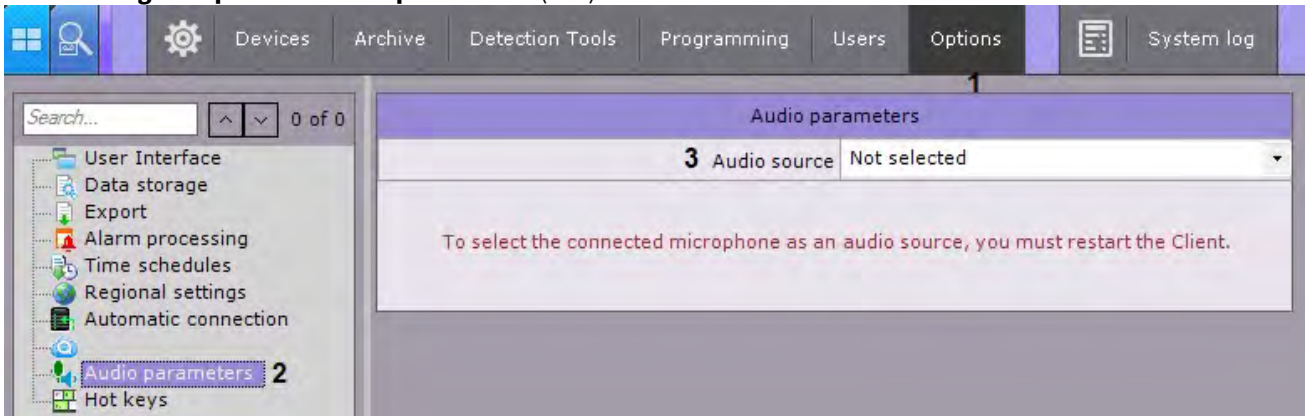 Devices Archive Detection Tools Programming Users Options System log
1
Search... 0 of 0
Audio parameters
3 Audio source Not selected
User Interface
Data storage
Export
Alarm processing
Time schedules
Regional settings
Automatic connection
Audio parameters 2
Hot keys
To select the connected microphone as an audio source, you must restart the Client.